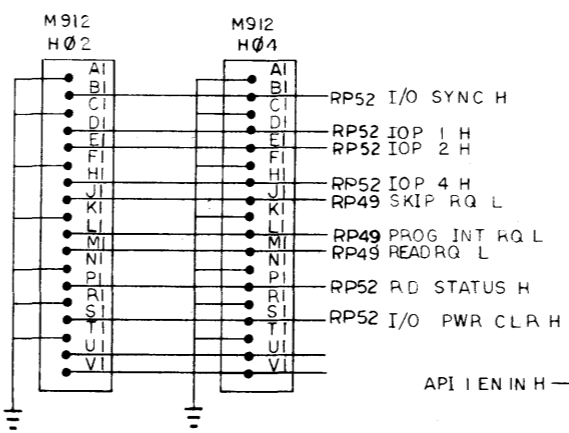 M912 M912
HØ2 HØ4
A1 A1
B1 B1
RP52 I/O SYNC H
C1 C1
D1 D1
RP52 IOP 1 H
E1 E1
RP52 IOP 2 H
F1 F1
H1 H1
RP52 IOP 4 H
J1 J1
RP49 SKIP RQ L
K1 K1
L1 L1
RP49 PROG INT RQ L
M1 M1
RP49 READRQ L
N1 N1
P1 P1
RP52 RD STATUS H
R1 R1
S1 S1
RP52 I/O PWR CLR H
T1 T1
U1 U1
V1 V1
API 1 EN IN H